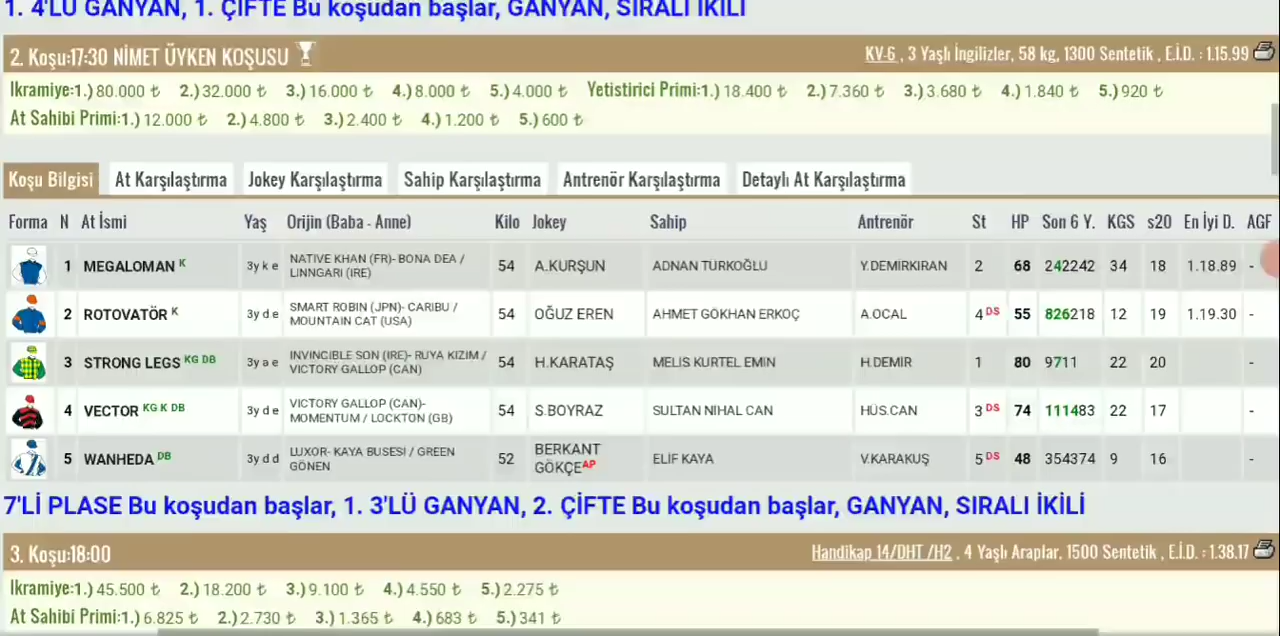 1. 4'LÜ GANYAN, 1. ÇİFTE Bu koşudan başlar, GANYAN, SIRALI İKİLİ
2. Koşu:17:30 NİMET ÜYKEN KOŞUSU KV-6 , 3 Yaşlı İngilizler, 58 kg, 1300 Sentetik , E.İ.D. : 1.15.99
Ikramiye:1.) 80.000 ₺ 2.) 32.000 ₺ 3.) 16.000 ₺ 4.) 8.000 ₺ 5.) 4.000 ₺ Yetistirici Primi:1.) 18.400 ₺ 2.) 7.360 ₺ 3.) 3.680 ₺ 4.) 1.840 ₺ 5.) 920 ₺
At Sahibi Primi:1.) 12.000 ₺ 2.) 4.800 ₺ 3.) 2.400 ₺ 4.) 1.200 ₺ 5.) 600 ₺
Koşu Bilgisi At Karşılaştırma Jokey Karşılaştırma Sahip Karşılaştırma Antrenör Karşılaştırma Detaylı At Karşılaştırma
Forma N At İsmi Yaş Orijin (Baba - Anne) Kilo Jokey Sahip Antrenör St HP Son 6 Y. KGS s20 En İyi D. AGF
1 MEGALOMAN K 3y k e NATIVE KHAN (FR)- BONA DEA / LINNGARI (IRE) 54 A.KURŞUN ADNAN TÜRKOĞLU Y.DEMİRKIRAN 2 68 242242 34 18 1.18.89 -
2 ROTOVATÖR K 3y d e SMART ROBIN (JPN)- CARIBU / MOUNTAIN CAT (USA) 54 OĞUZ EREN AHMET GÖKHAN ERKOÇ A.OCAL 4 DS 55 826218 12 19 1.19.30 -
3 STRONG LEGS KG DB 3y a e INVINCIBLE SON (IRE)- RÜYA KIZIM / VICTORY GALLOP (CAN) 54 H.KARATAŞ MELİS KURTEL EMİN H.DEMİR 1 80 9711 22 20 -
4 VECTOR KG K DB 3y d e VICTORY GALLOP (CAN)- MOMENTUM / LOCKTON (GB) 54 S.BOYRAZ SULTAN NİHAL CAN HÜS.CAN 3 DS 74 111483 22 17 -
5 WANHEDA DB 3y d d LUXOR- KAYA BUSESİ / GREEN GÖNEN 52 BERKANT GÖKÇE AP ELİF KAYA V.KARAKUŞ 5 DS 48 354374 9 16 -
7'Lİ PLASE Bu koşudan başlar, 1. 3'LÜ GANYAN, 2. ÇİFTE Bu koşudan başlar, GANYAN, SIRALI İKİLİ
3. Koşu:18:00 Handikap 14/DHT /H2 , 4 Yaşlı Araplar, 1500 Sentetik , E.İ.D. : 1.38.17
Ikramiye:1.) 45.500 ₺ 2.) 18.200 ₺ 3.) 9.100 ₺ 4.) 4.550 ₺ 5.) 2.275 ₺
At Sahibi Primi:1.) 6.825 ₺ 2.) 2.730 ₺ 3.) 1.365 ₺ 4.) 683 ₺ 5.) 341 ₺